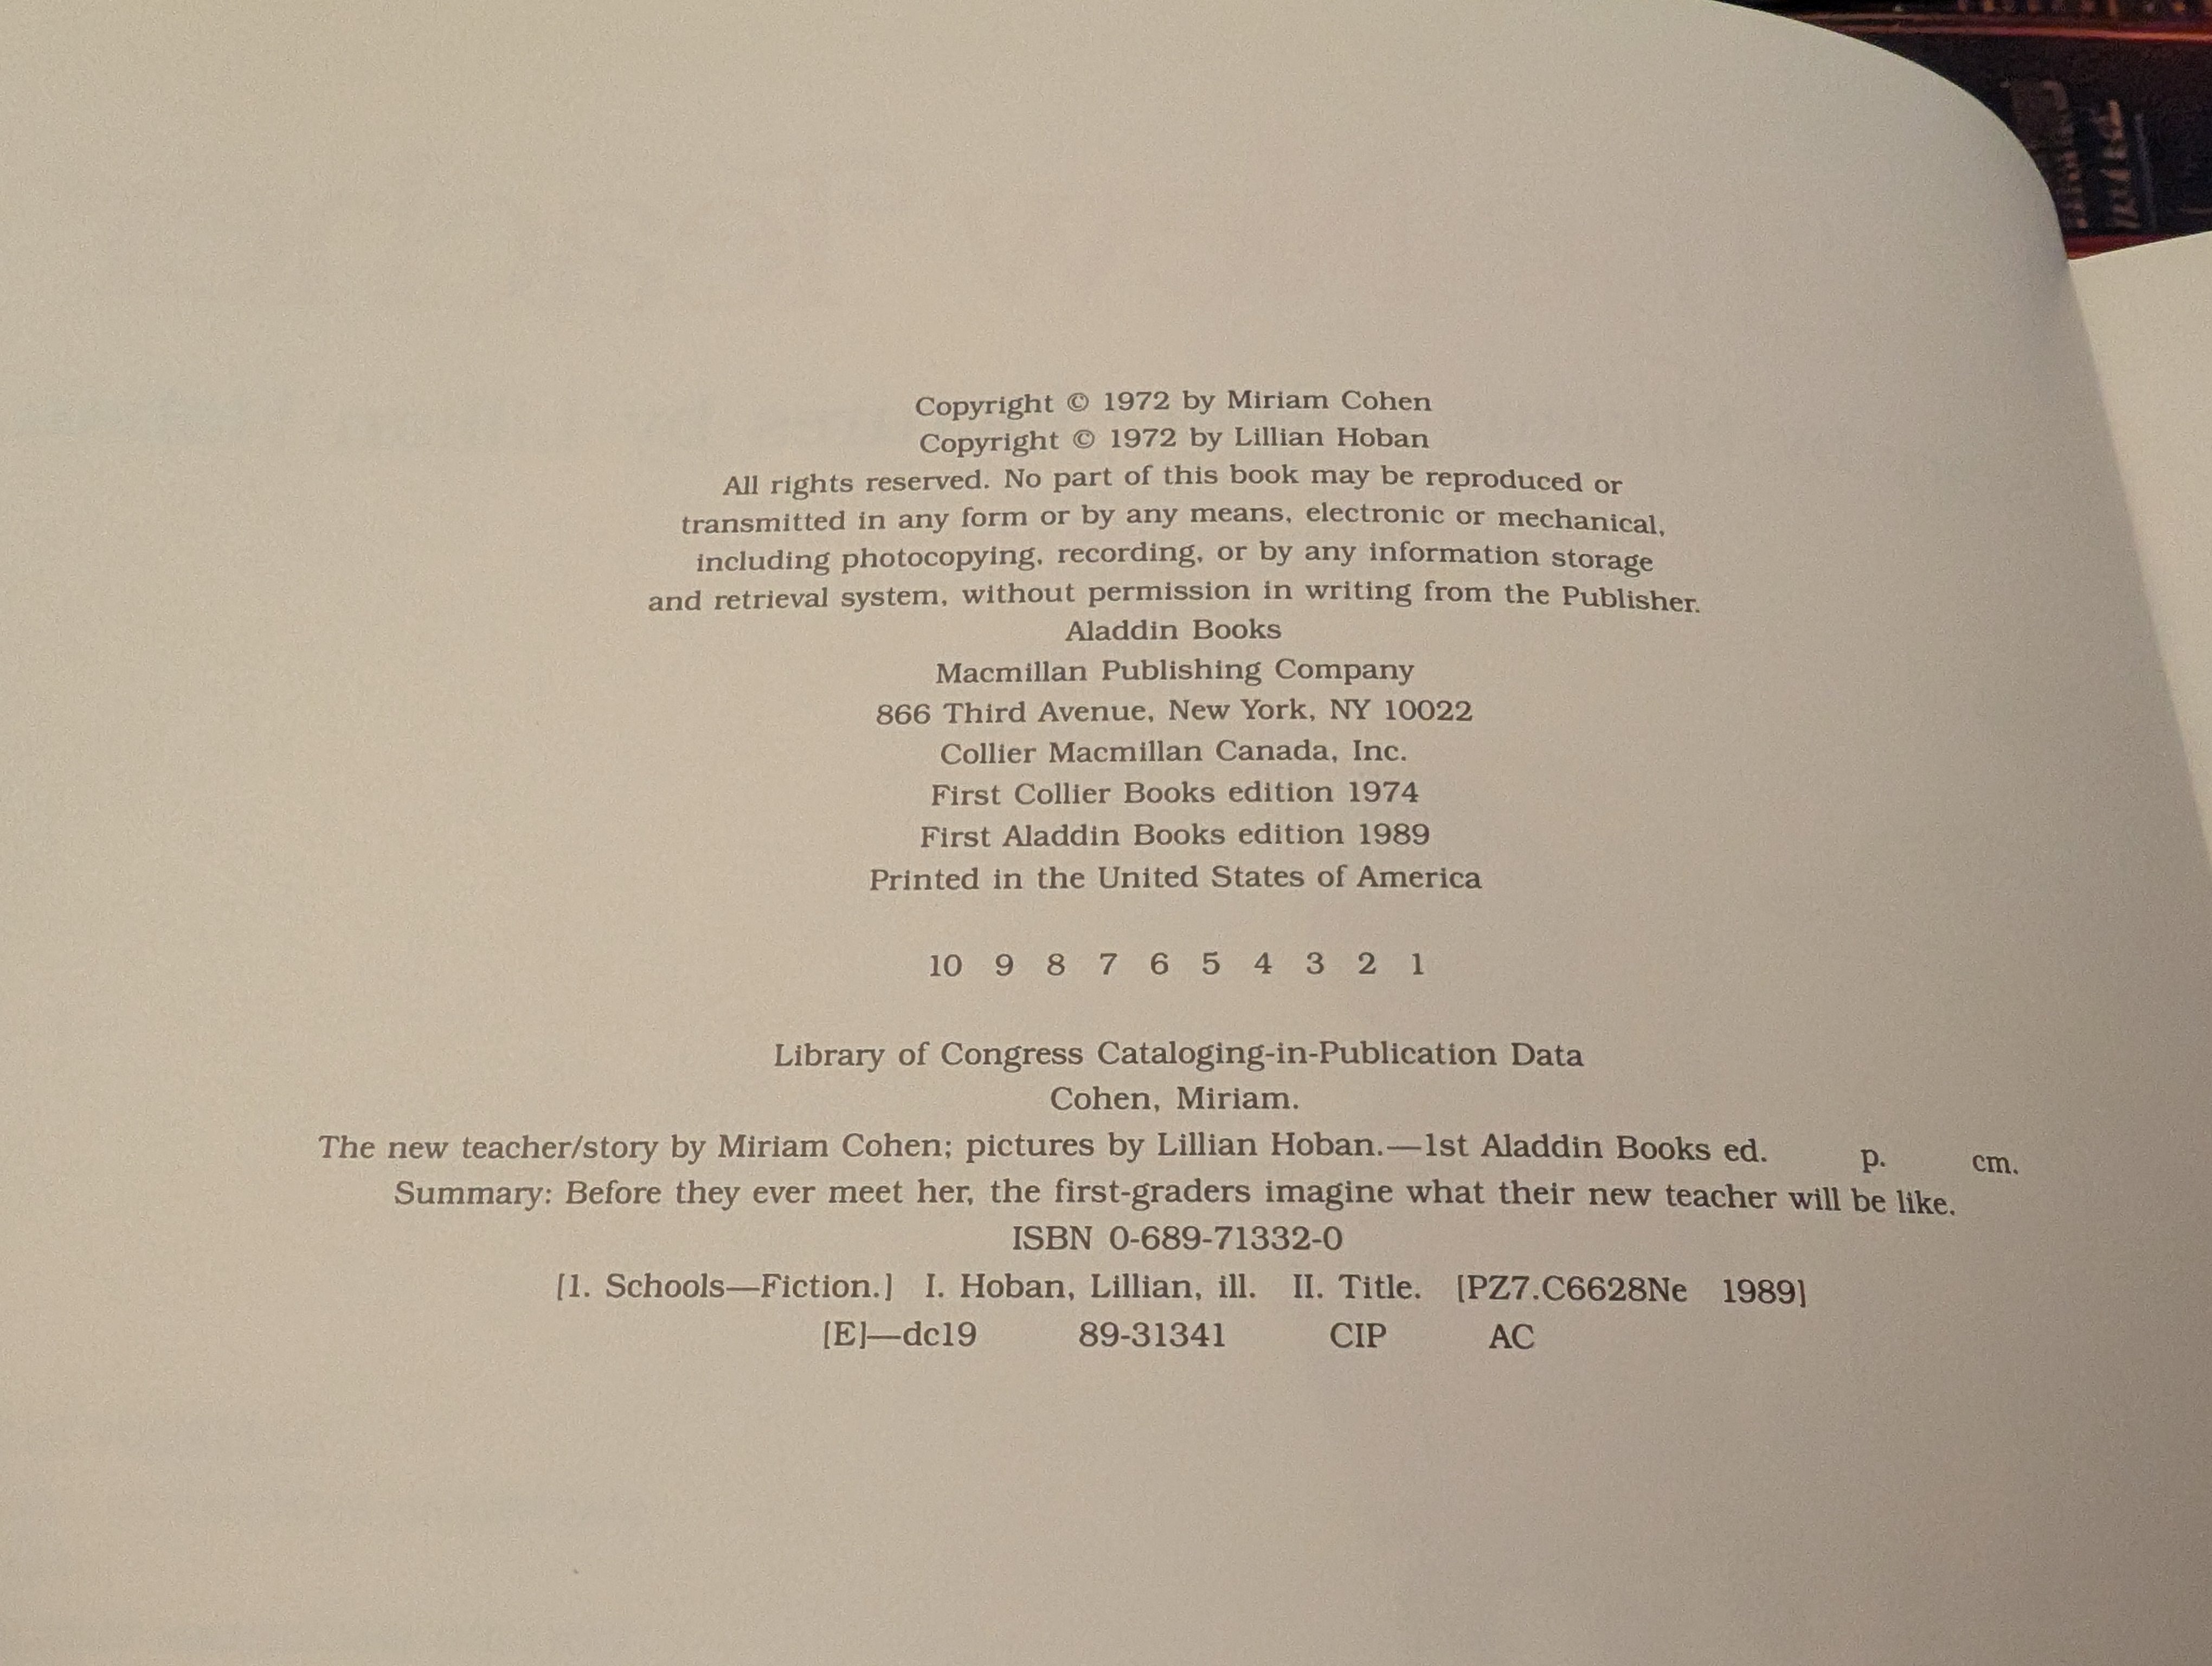 Copyright © 1972 by Miriam Cohen
Copyright © 1972 by Lillian Hoban
All rights reserved. No part of this book may be reproduced or
transmitted in any form or by any means, electronic or mechanical,
including photocopying, recording, or by any information storage
and retrieval system, without permission in writing from the Publisher.
Aladdin Books
Macmillan Publishing Company
866 Third Avenue, New York, NY 10022
Collier Macmillan Canada, Inc.
First Collier Books edition 1974
First Aladdin Books edition 1989
Printed in the United States of America
10 9 8 7 6 5 4 3 2 1
Library of Congress Cataloging-in-Publication Data
Cohen, Miriam.
The new teacher/story by Miriam Cohen; pictures by Lillian Hoban.—1st Aladdin Books ed. p. cm.
Summary: Before they ever meet her, the first-graders imagine what their new teacher will be like.
ISBN 0-689-71332-0
[1. Schools—Fiction.] I. Hoban, Lillian, ill. II. Title. [PZ7.C6628Ne 1989]
[E]—dc19 89-31341 CIP AC